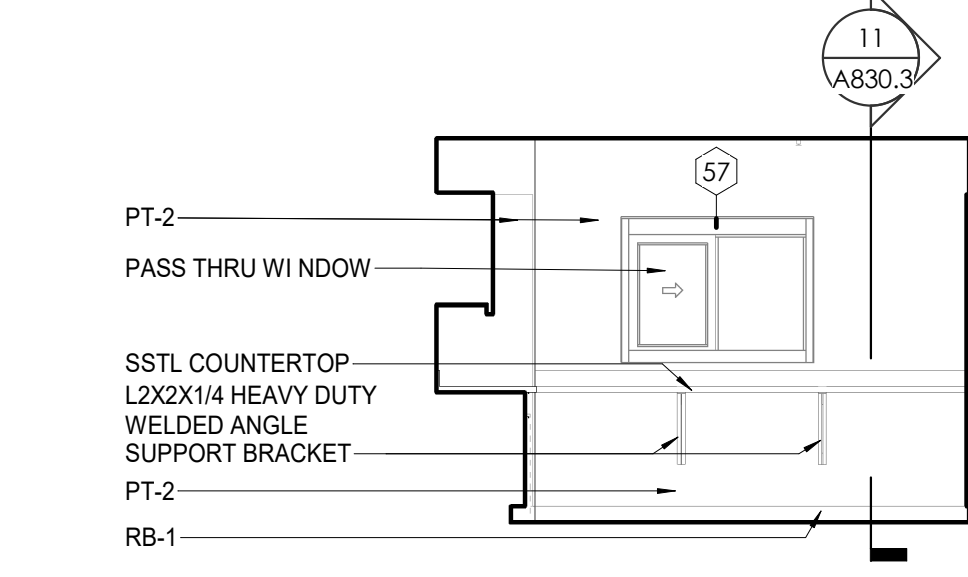 11
A830.3
57
PT-2
PASS THRU WI NDOW
SSTL COUNTERTOP
L2X2X1/4 HEAVY DUTY
WELDED ANGLE
SUPPORT BRACKET
PT-2
RB-1